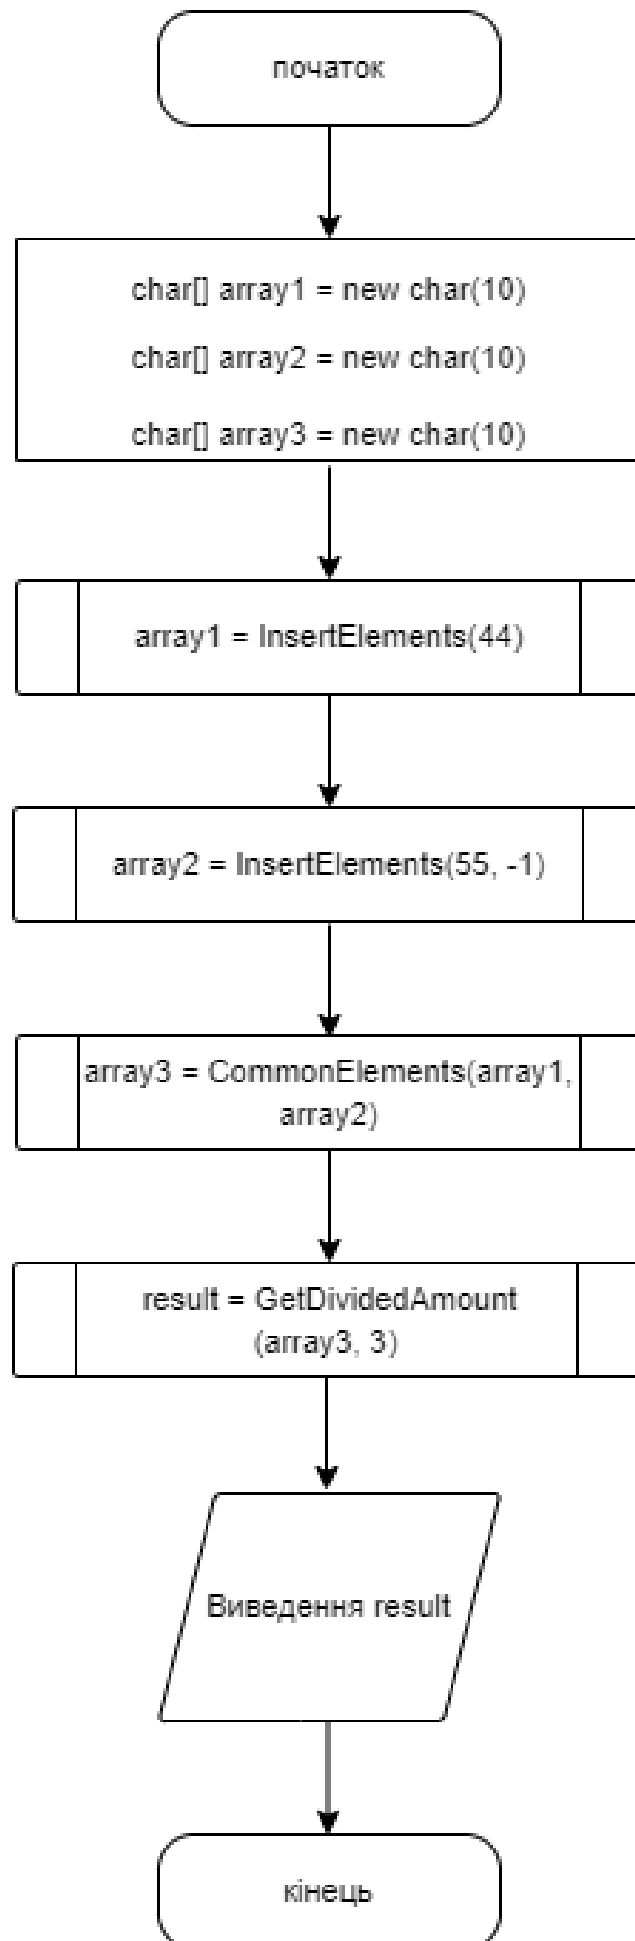 початок
char[] array1 = new char(10)
char[] array2 = new char(10)
char[] array3 = new char(10)
array1 = InsertElements(44)
array2 = InsertElements(55, -1)
array3 = CommonElements(array1,
array2)
result = GetDividedAmount
(array3, 3)
Виведення result
кінець